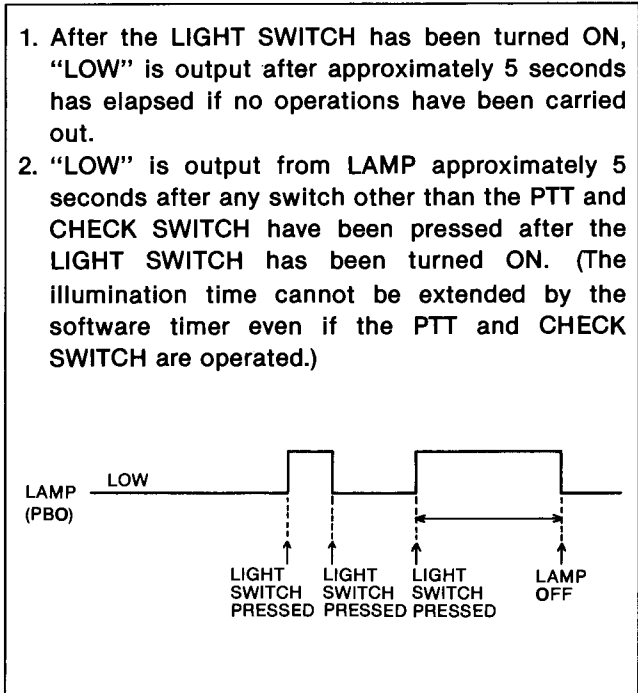 1. After the LIGHT SWITCH has been turned ON,
“LOW” is output after approximately 5 seconds
has elapsed if no operations have been carried
out.
2. “LOW” is output from LAMP approximately 5
seconds after any switch other than the PTT and
CHECK SWITCH have been pressed after the
LIGHT SWITCH has been turned ON. (The
illumination time cannot be extended by the
software timer even if the PTT and CHECK
SWITCH are operated.)
LAMP LOW
(PBO)
LIGHT LIGHT LIGHT LAMP
SWITCH SWITCH SWITCH OFF
PRESSED PRESSED PRESSED